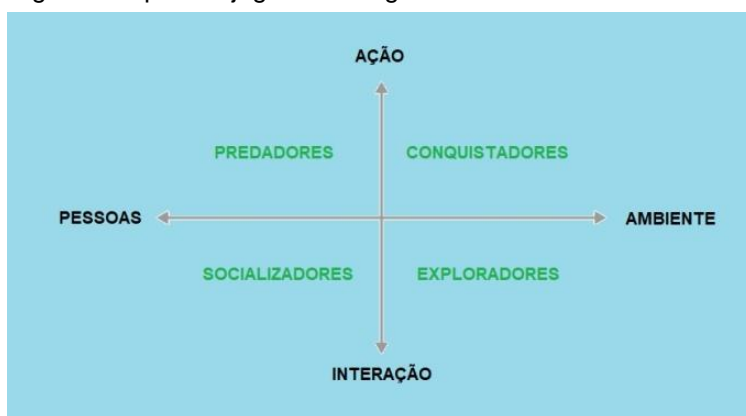 AÇÃO
PREDADORES CONQUISTADORES
PESSOAS AMBIENTE
SOCIALIZADORES EXPLORADORES
INTERAÇÃO